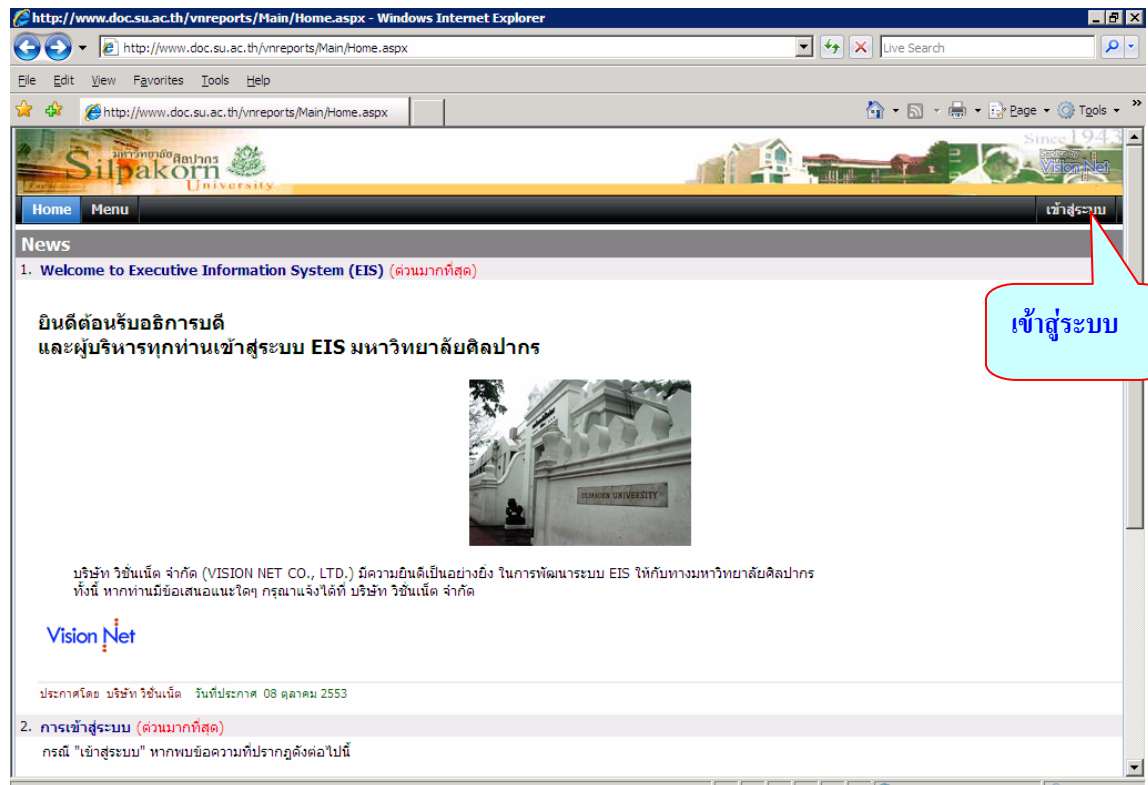 http://www.doc.su.ac.th/vnreports/Main/Home.aspx - Windows Internet Explorer
http://www.doc.su.ac.th/vnreports/Main/Home.aspx
Live Search
File Edit View Favorites Tools Help
http://www.doc.su.ac.th/vnreports/Main/Home.aspx
Page Tools »
มหาวิทยาลัยศิลปากร
Silpakorn
University
Since 1943
Vision Net
Home Menu เข้าสู่ระบบ
News
1. Welcome to Executive Information System (EIS) (ด่วนมากที่สุด)
เข้าสู่ระบบ
ยินดีต้อนรับอธิการบดี
และผู้บริหารทุกท่านเข้าสู่ระบบ EIS มหาวิทยาลัยศิลปากร
SILPAKORN UNIVERSITY
บริษัท วิชั่นเน็ต จำกัด (VISION NET CO., LTD.) มีความยินดีเป็นอย่างยิ่ง ในการพัฒนาระบบ EIS ให้กับทางมหาวิทยาลัยศิลปากร
ทั้งนี้ หากท่านมีข้อเสนอแนะใดๆ กรุณาแจ้งได้ที่ บริษัท วิชั่นเน็ต จำกัด
Vision Net
ประกาศโดย บริษัท วิชั่นเน็ต วันที่ประกาศ 08 ตุลาคม 2553
2. การเข้าสู่ระบบ (ด่วนมากที่สุด)
กรณี "เข้าสู่ระบบ" หากพบข้อความที่ปรากฏดังต่อไปนี้